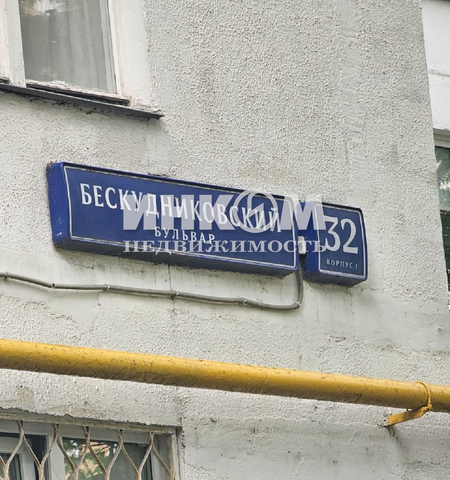 БЕСКУДНИКОВСКИЙ
БУЛЬВАР
32
КОРПУС 1
ИНКОМ
НЕДВИЖИМОСТЬ